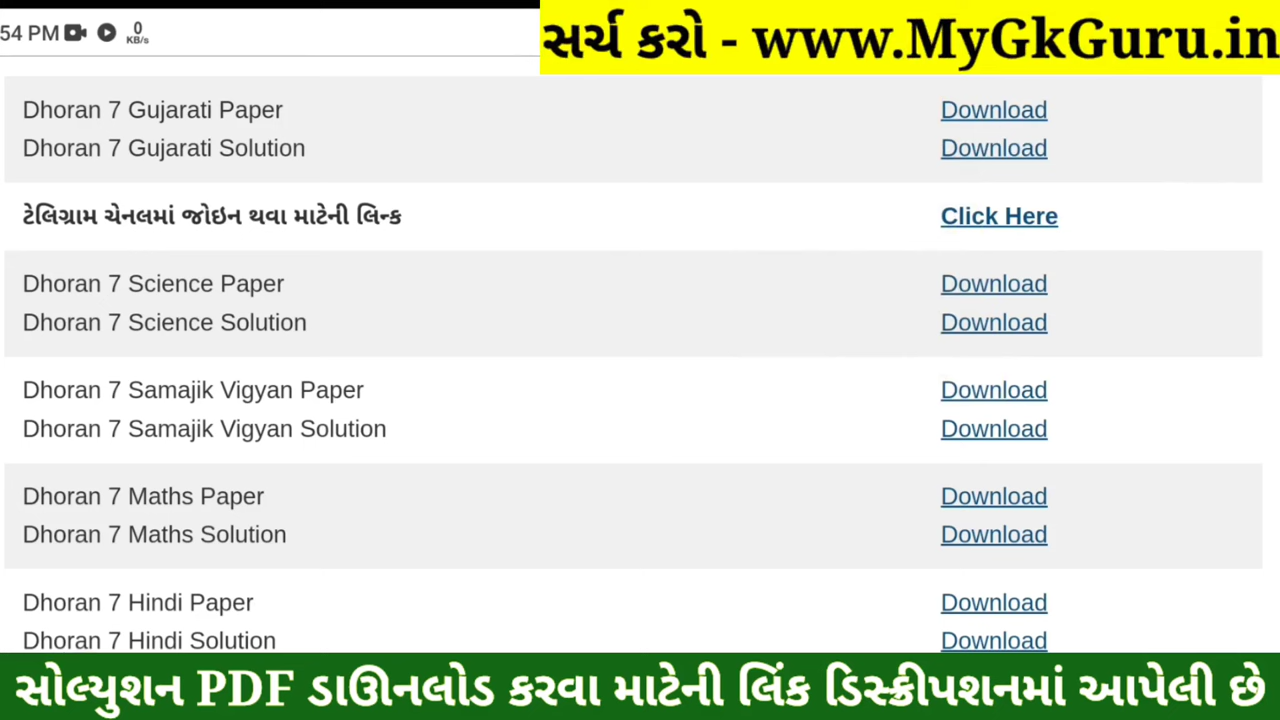 54 PM 0 KB/s
સર્ચ કરો - www.MyGkGuru.in
Dhoran 7 Gujarati Paper Download
Dhoran 7 Gujarati Solution Download
ટેલિગ્રામ ચેનલમાં જોઇન થવા માટેની લિન્ક Click Here
Dhoran 7 Science Paper Download
Dhoran 7 Science Solution Download
Dhoran 7 Samajik Vigyan Paper Download
Dhoran 7 Samajik Vigyan Solution Download
Dhoran 7 Maths Paper Download
Dhoran 7 Maths Solution Download
Dhoran 7 Hindi Paper Download
Dhoran 7 Hindi Solution Download
સોલ્યુશન PDF ડાઊનલોડ કરવા માટેની લિંક ડિસ્ક્રીપશનમાં આપેલી છે